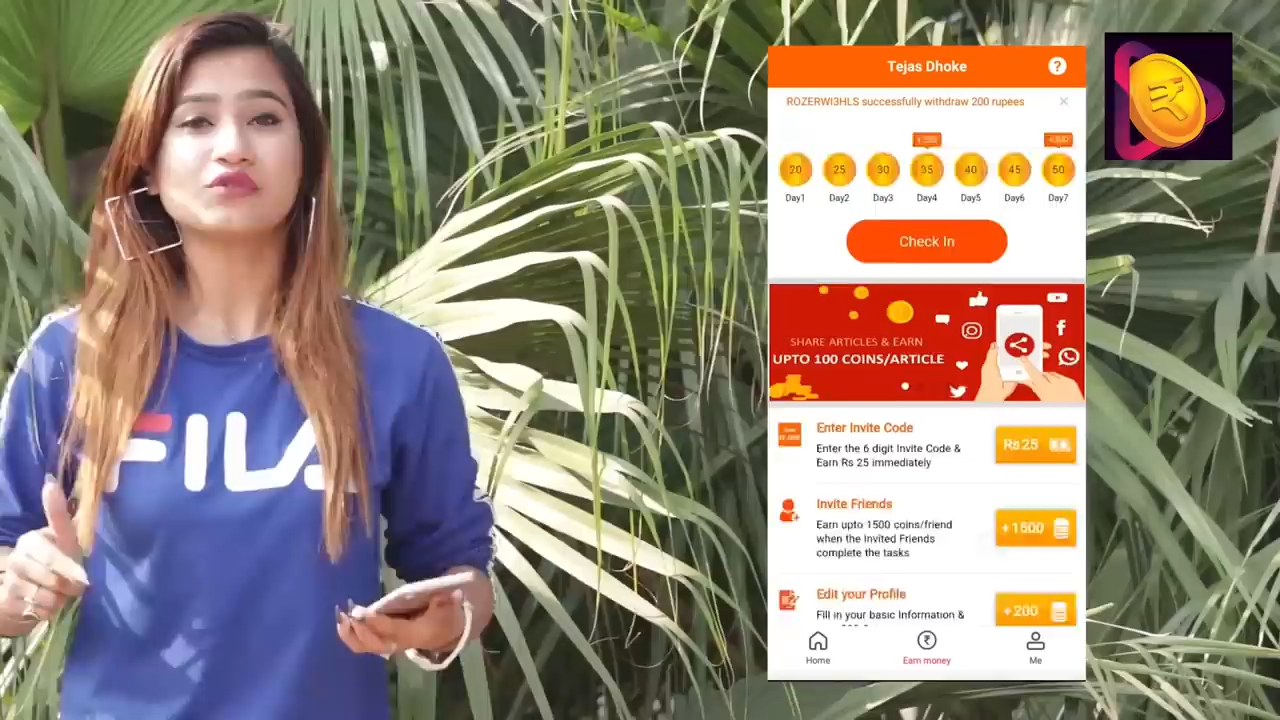 FILA
Tejas Dhoke
?
ROZERWI3HLS successfully withdraw 200 rupees
20 25 30 35 40 45 50
Day1 Day2 Day3 Day4 Day5 Day6 Day7
Check In
SHARE ARTICLES & EARN
UPTO 100 COINS/ARTICLE
Enter Invite Code
Enter the 6 digit Invite Code &
Earn Rs 25 immediately
Rs25
Invite Friends
Earn upto 1500 coins/friend
when the Invited Friends
complete the tasks
+1500
Edit your Profile
Fill in your basic Information &
+200
Home
Earn money
Me
₹